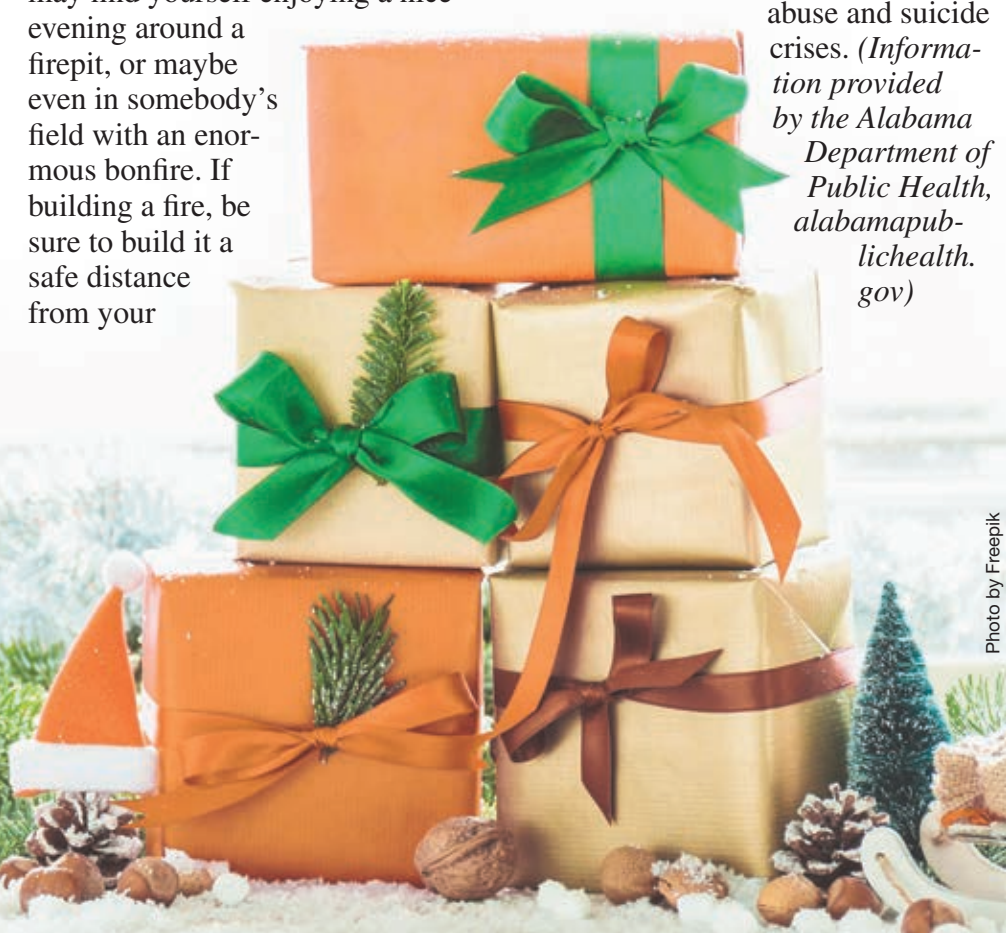 may find yourself enjoying a nice
evening around a
firepit, or maybe
even in somebody's
field with an enor-
mous bonfire. If
building a fire, be
sure to build it a
safe distance
from your
abuse and suicide
crises. (Informa-
tion provided
by the Alabama
Department of
Public Health,
alabamapub-
lichealth.
gov)
Photo by Freepik